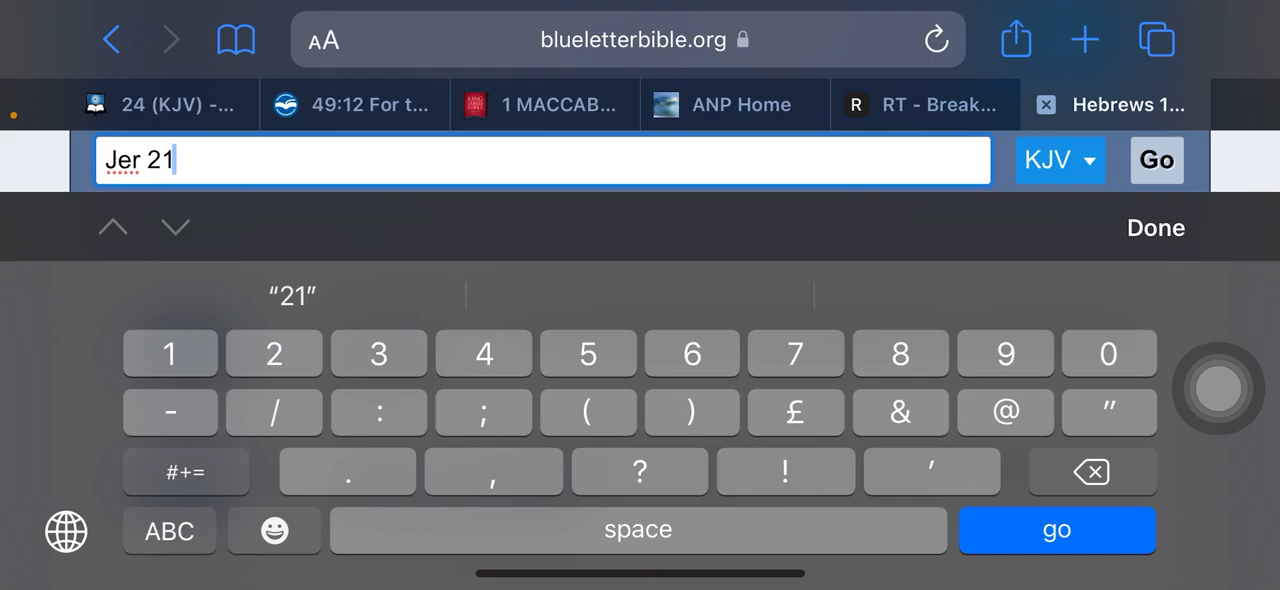 AA blueletterbible.org
24 (KJV) -... 49:12 For t... 1 MACCAB... ANP Home R RT - Break... Hebrews 1...
Jer 21 KJV Go
Done
“21”
1 2 3 4 5 6 7 8 9 0
- / : ; ( ) £ & @ "
#+= . , ? ! '
ABC space go